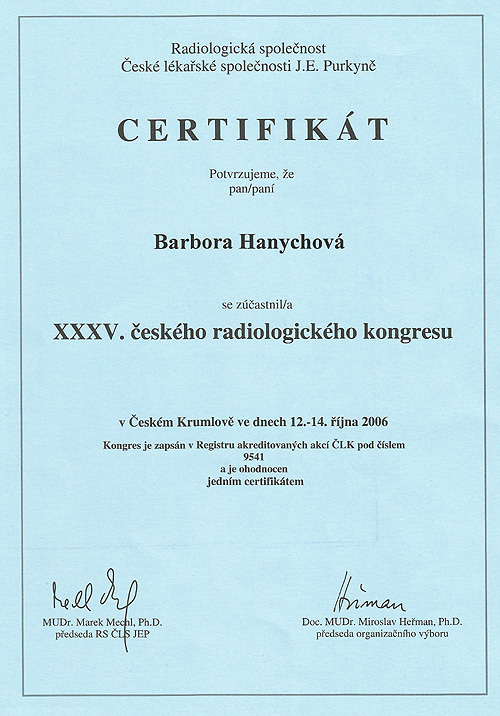 Radiologická společnost
České lékařské společnosti J.E. Purkyně
CERTIFIKÁT
Potvrzujeme, že
pan/paní
Barbora Hanychová
se zúčastnil/a
XXXV. českého radiologického kongresu
v Českém Krumlově ve dnech 12.-14. října 2006
Kongres je zapsán v Registru akreditovaných akcí ČLK pod číslem
9541
a je ohodnocen
jedním certifikátem
MUDr. Marek Mechl, Ph.D.
předseda RS ČLS JEP
Heřman
Doc. MUDr. Miroslav Heřman, Ph.D.
předseda organizačního výboru